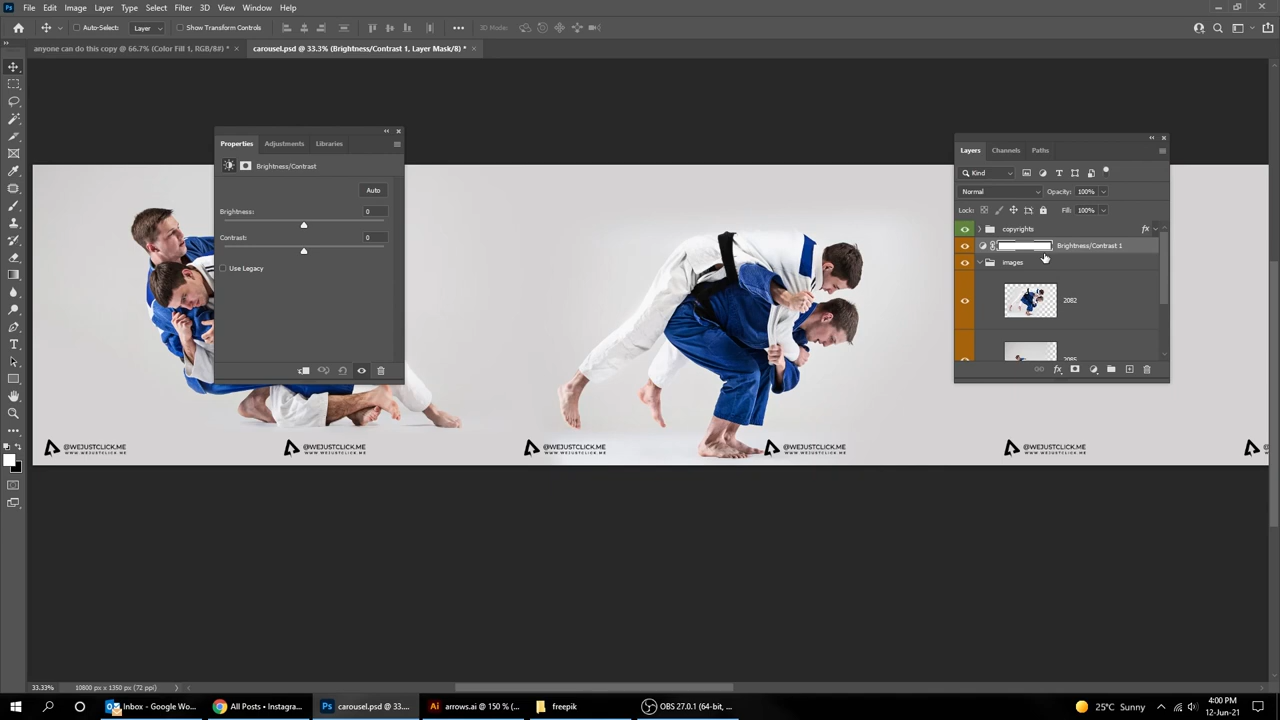 File Edit Image Layer Type Select Filter 3D View Window Help
Auto-Select: Layer Show Transform Controls 3D Mode:
anyone can do this copy @ 66.7% (Color Fill 1, RGB/8#) * × carousel.psd @ 33.3% (Brightness/Contrast 1, Layer Mask/8) * ×
Properties Adjustments Libraries
Brightness/Contrast
Auto
Brightness: 0
Contrast: 0
Use Legacy
Layers Channels Paths
Kind
Normal Opacity: 100%
Lock: Fill: 100%
copyrights fx
Brightness/Contrast 1
images
2082
2085
fx
@WEJUSTCLICK.ME @WEJUSTCLICK.ME @WEJUSTCLICK.ME @WEJUSTCLICK.ME @WEJUSTCLICK.ME
WWW.WEJUSTCLICK.ME WWW.WEJUSTCLICK.ME WWW.WEJUSTCLICK.ME WWW.WEJUSTCLICK.ME WWW.WEJUSTCLICK.ME
33.33% 10800 px x 1350 px (72 ppi)
Inbox - Google Wo... All Posts ‹ Instagra... carousel.psd @ 33.... arrows.ai @ 150 % (... freepik OBS 27.0.1 (64-bit, ... 25°C Sunny 4:00 PM
12-Jun-21